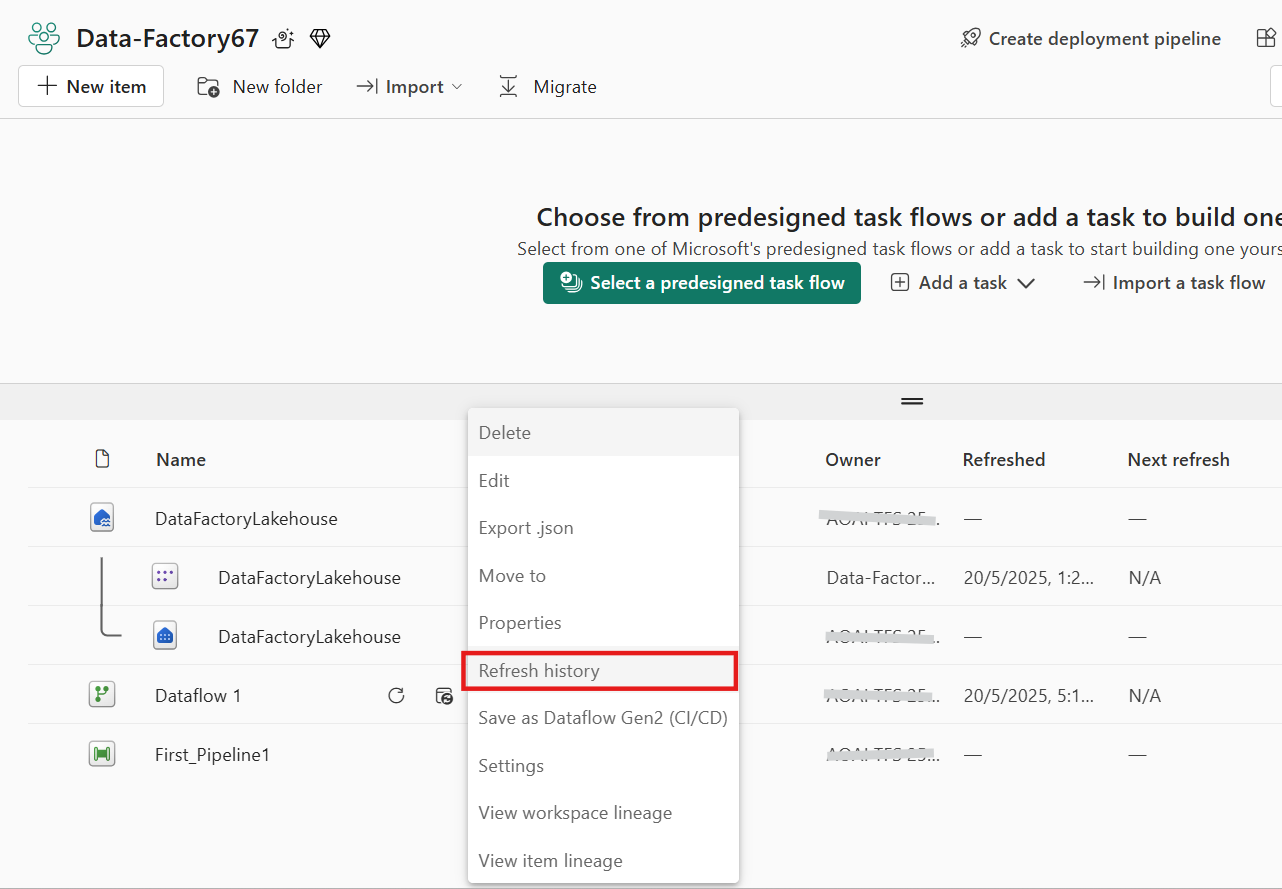 Data-Factory67
Create deployment pipeline
New item
New folder
Import
Migrate
Choose from predesigned task flows or add a task to build one
Select from one of Microsoft's predesigned task flows or add a task to start building one yours
Select a predesigned task flow
Add a task
Import a task flow
Name
Owner
Refreshed
Next refresh
DataFactoryLakehouse
—
—
DataFactoryLakehouse
Data-Factor...
20/5/2025, 1:2...
N/A
DataFactoryLakehouse
—
—
Dataflow 1
20/5/2025, 5:1...
N/A
First_Pipeline1
—
—
Delete
Edit
Export .json
Move to
Properties
Refresh history
Save as Dataflow Gen2 (CI/CD)
Settings
View workspace lineage
View item lineage